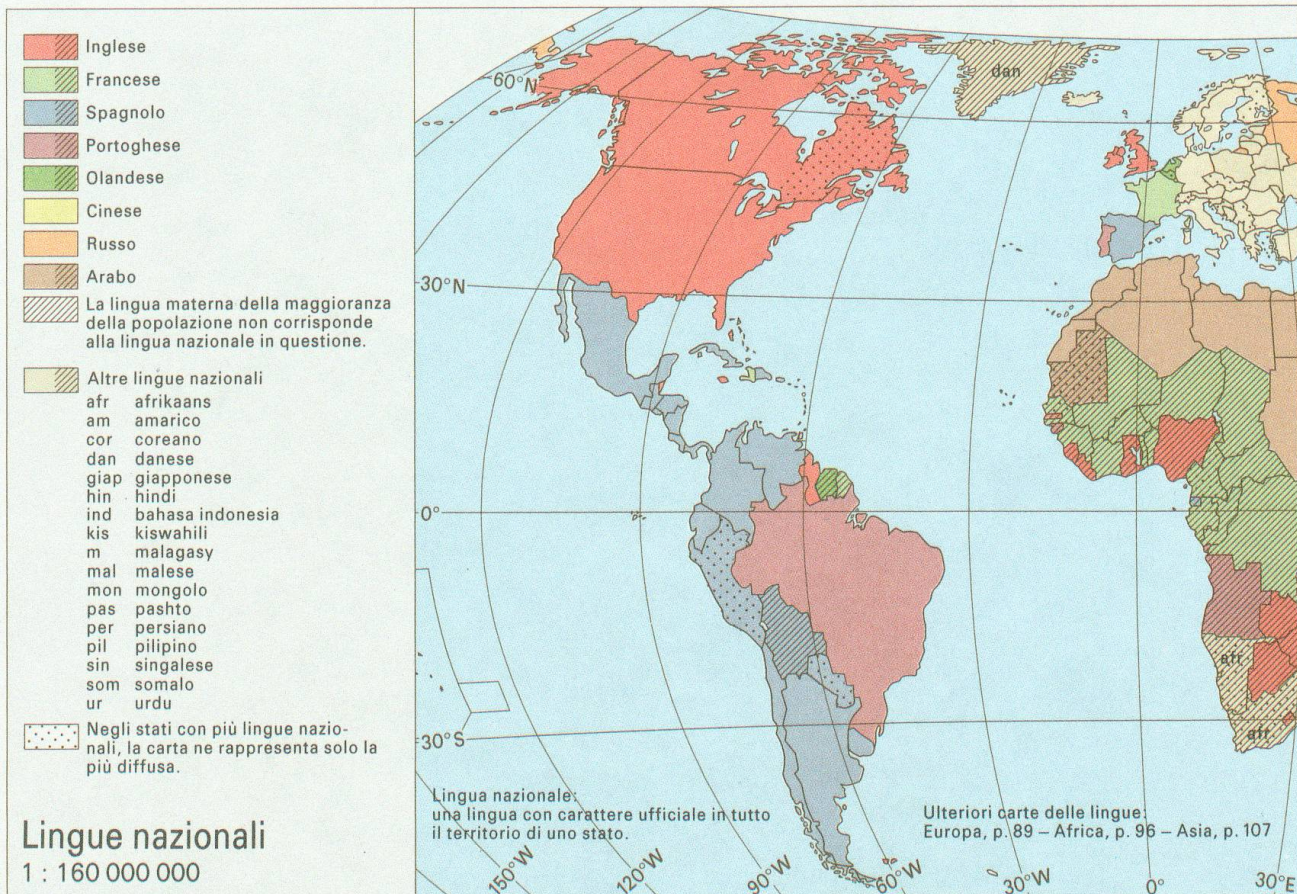 Inglese
Francese
Spagnolo
Portoghese
Olandese
Cinese
Russo
Arabo
La lingua materna della maggioranza
della popolazione non corrisponde
alla lingua nazionale in questione.
Altre lingue nazionali
afr afrikaans
am amarico
cor coreano
dan danese
giap giapponese
hin hindi
ind bahasa indonesia
kis kiswahili
m malagasy
mal malese
mon mongolo
pas pashto
per persiano
pil pilipino
sin singalese
som somalo
ur urdu
Negli stati con più lingue nazio-
nali, la carta ne rappresenta solo la
più diffusa.
Lingue nazionali
1 : 160 000 000
60°N
30°N
0°
30°S
dan
afr
afr
Lingua nazionale:
una lingua con carattere ufficiale in tutto
il territorio di uno stato.
Ulteriori carte delle lingue:
Europa, p. 89 – Africa, p. 96 – Asia, p. 107
150°W
120°W
90°W
60°W
30°W
0°
30°E